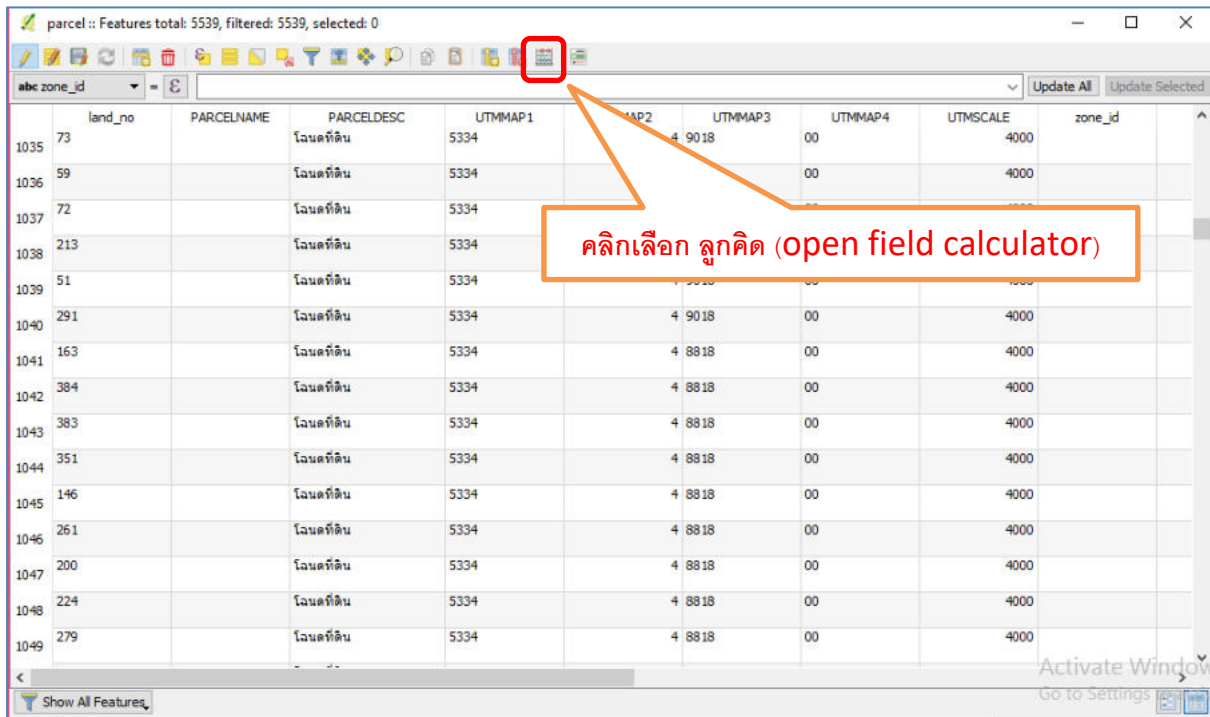 parcel :: Features total: 5539, filtered: 5539, selected: 0
abc zone_id = ε Update All Update Selected
land_no PARCELNAME PARCELDESC UTMMAP1 MAP2 UTMMAP3 UTMMAP4 UTMSCALE zone_id
1035 73 โฉนดที่ดิน 5334 4 9018 00 4000
1036 59 โฉนดที่ดิน 5334 00 4000
1037 72 โฉนดที่ดิน 5334
1038 213 โฉนดที่ดิน 5334
คลิกเลือก ลูกคิด (open field calculator)
1039 51 โฉนดที่ดิน 5334
1040 291 โฉนดที่ดิน 5334 4 9018 00 4000
1041 163 โฉนดที่ดิน 5334 4 8818 00 4000
1042 384 โฉนดที่ดิน 5334 4 8818 00 4000
1043 383 โฉนดที่ดิน 5334 4 8818 00 4000
1044 351 โฉนดที่ดิน 5334 4 8818 00 4000
1045 146 โฉนดที่ดิน 5334 4 8818 00 4000
1046 261 โฉนดที่ดิน 5334 4 8818 00 4000
1047 200 โฉนดที่ดิน 5334 4 8818 00 4000
1048 224 โฉนดที่ดิน 5334 4 8818 00 4000
1049 279 โฉนดที่ดิน 5334 4 8818 00 4000
Activate Window
Go to Settings
Show All Features